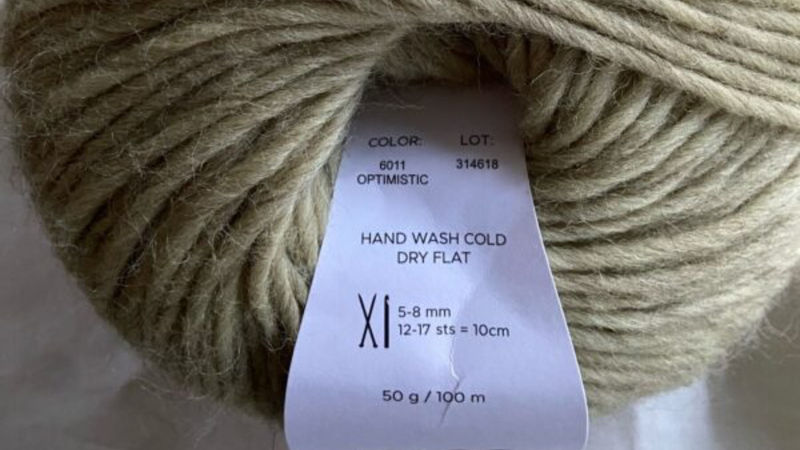 COLOR: LOT:
6011 314618
OPTIMISTIC
HAND WASH COLD
DRY FLAT
5-8 mm
12-17 sts = 10cm
50 g / 100 m